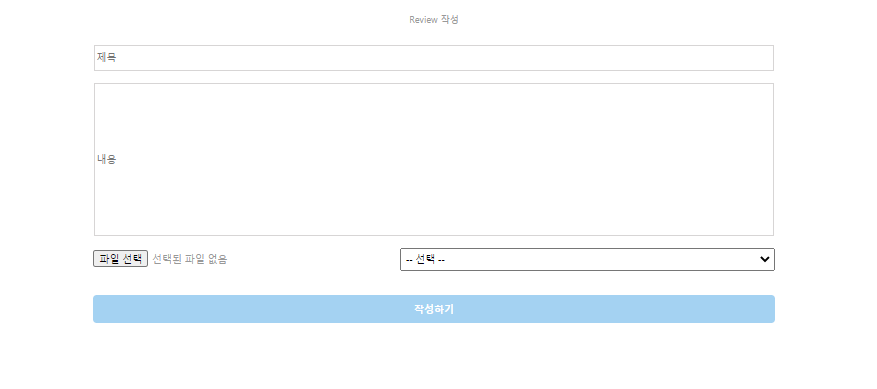 Review 작성
제목
내용
파일 선택 선택된 파일 없음
-- 선택 --
작성하기